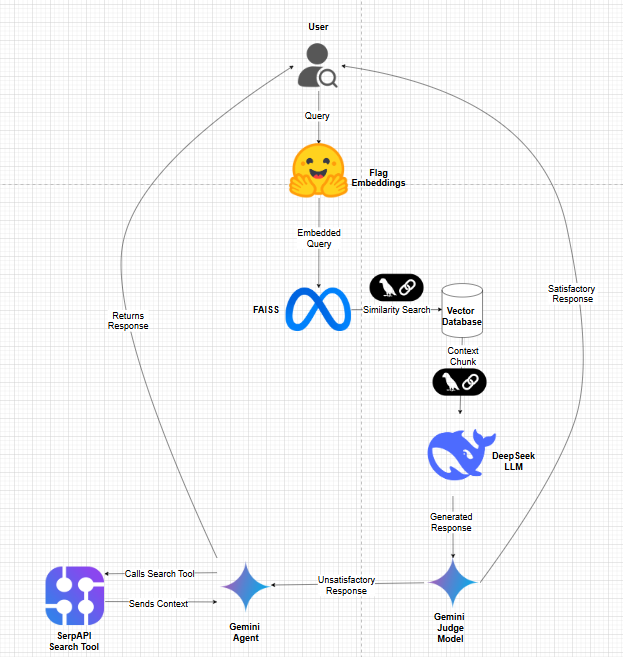 User
Query
Flag
Embeddings
Embedded
Query
FAISS
Similarity Search
Vector
Database
Satisfactory
Response
Returns
Response
Context
Chunk
DeepSeek
LLM
Generated
Response
Calls Search Tool
Unsatisfactory
Response
Sends Context
SerpAPI
Search Tool
Gemini
Agent
Gemini
Judge
Model